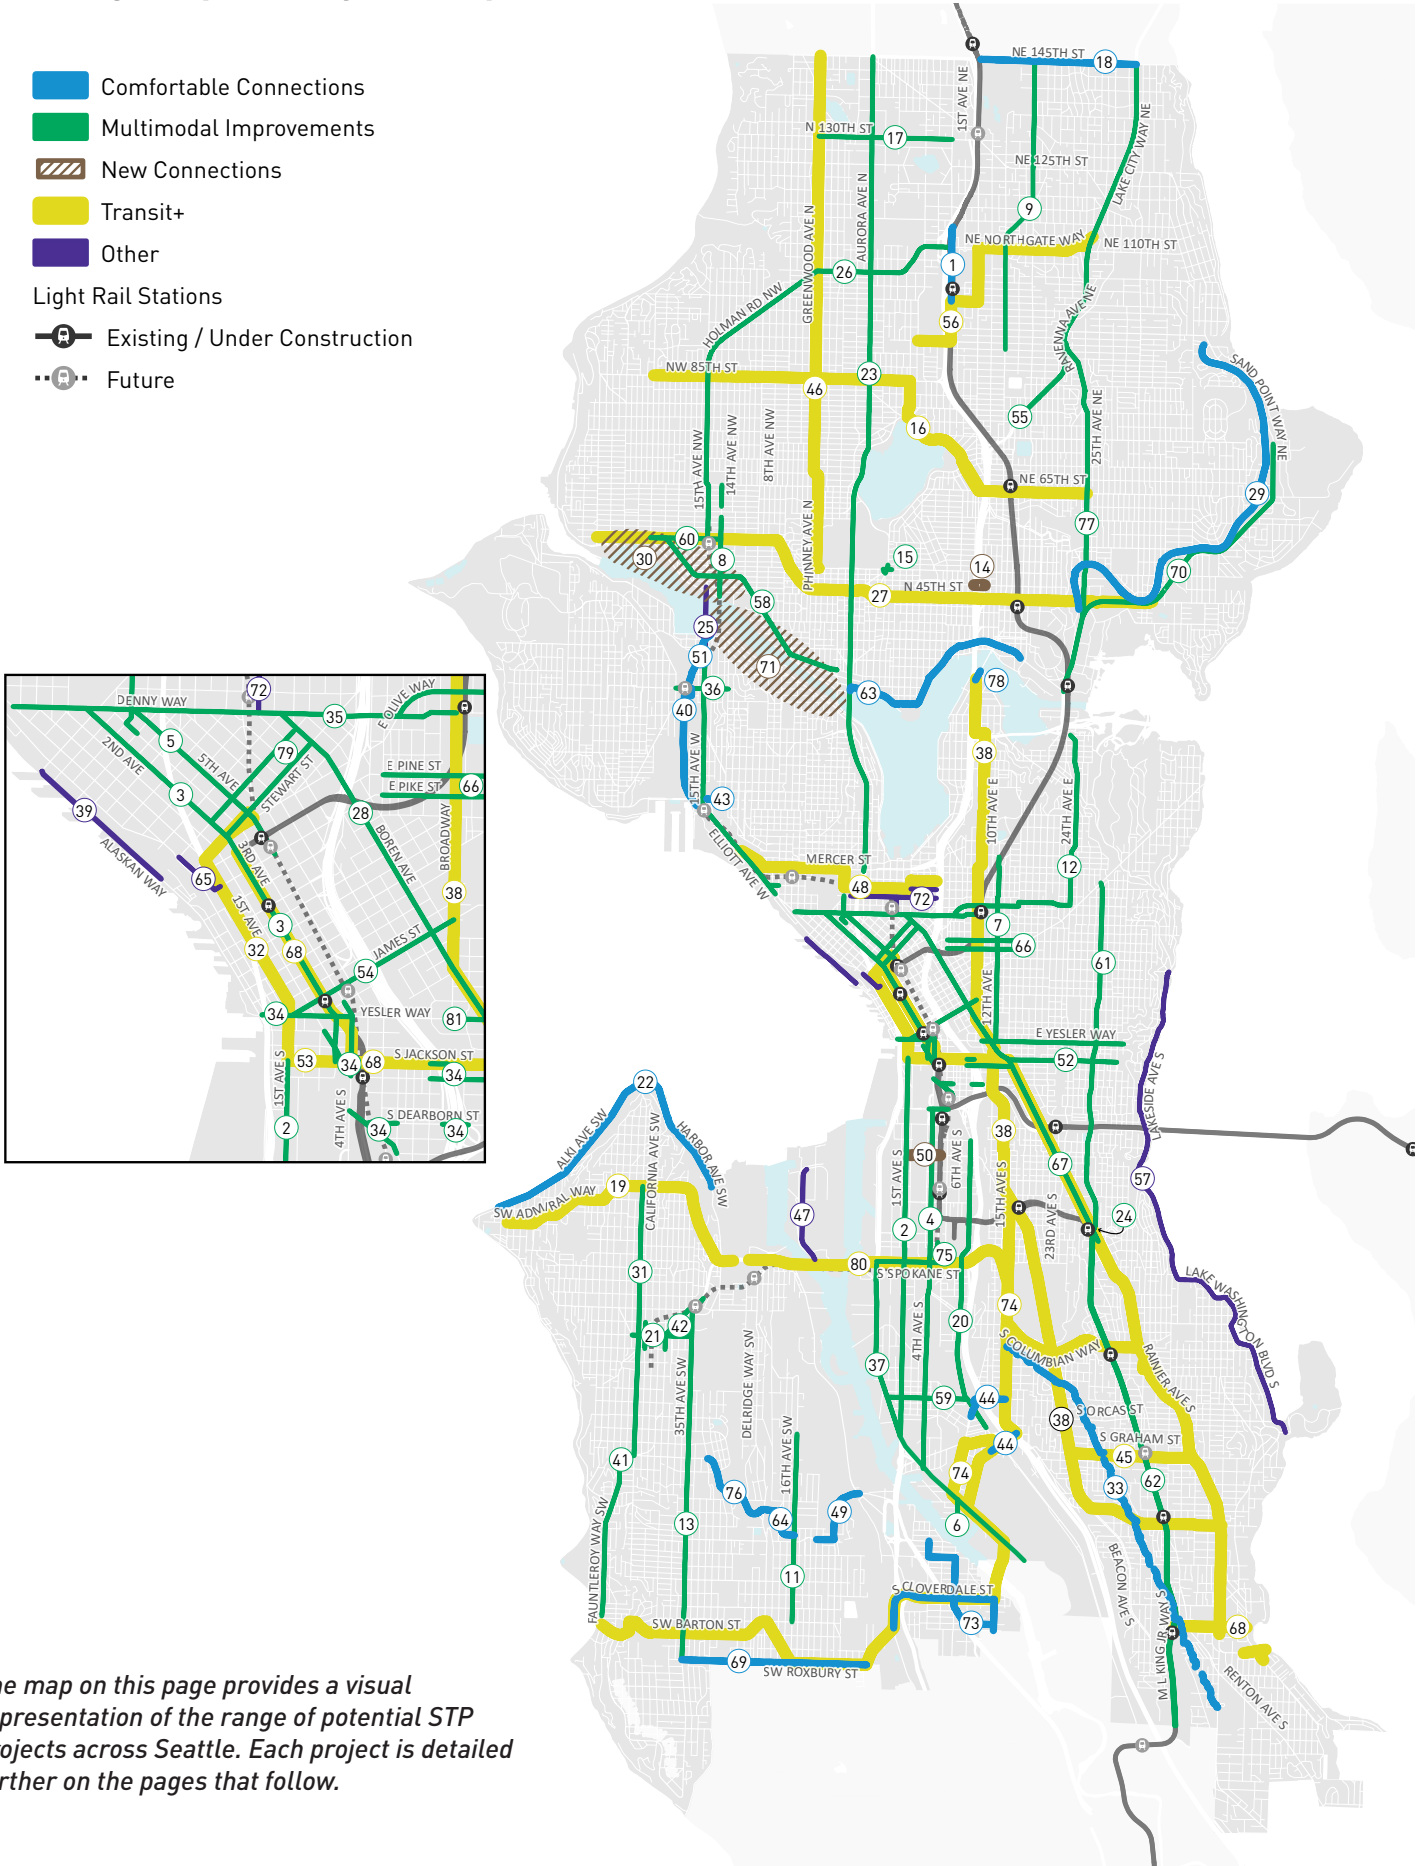 Comfortable Connections
Multimodal Improvements
New Connections
Transit+
Other
Light Rail Stations
Existing / Under Construction
Future
NE 145TH ST
18
1ST AVE NE
N 130TH ST
17
NE 125TH ST
LAKE CITY WAY NE
9
GREENWOOD AVE N
AURORA AVE N
NE NORTHGATE WAY
NE 110TH ST
26
1
HOLMAN RD NW
56
RAVENNA AVE NE
SAND POINT WAY NE
NW 85TH ST
46
23
55
16
15TH AVE NW
14TH AVE NW
8TH AVE NW
25TH AVE NE
NE 65TH ST
29
77
PHINNEY AVE N
60
30
8
15
14
70
58
N 45TH ST
27
25
51
71
36
63
78
40
38
15TH AVE W
43
10TH AVE E
24TH AVE E
ELLIOTT AVE W
MERCER ST
12
48
72
7
66
61
12TH AVE
E YESLER WAY
52
LAKESIDE AVE S
72
DENNY WAY
35
E OLIVE WAY
5
2ND AVE
5TH AVE
79
STEWART ST
E PINE ST
E PIKE ST
66
3
39
28
BOREN AVE
BROADWAY
ALASKAN WAY
65
3RD AVE
38
1ST AVE
3
32
68
JAMES ST
54
34
YESLER WAY
81
53
34
68
S JACKSON ST
34
1ST AVE S
4TH AVE S
S DEARBORN ST
2
34
34
22
ALKI AVE SW
HARBOR AVE SW
CALIFORNIA AVE SW
SW ADMIRAL WAY
19
47
50
6TH AVE S
38
67
57
1ST AVE S
15TH AVE S
23RD AVE S
24
2
4
75
31
80
S SPOKANE ST
LAKE WASHINGTON BLVD S
74
42
21
20
4TH AVE S
S COLUMBIAN WAY
RAINIER AVE S
35TH AVE SW
DELRIDGE WAY SW
37
59
44
38
S ORCAS ST
S GRAHAM ST
44
45
41
16TH AVE SW
74
62
76
33
64
49
13
6
FAUNTLEROY WAY SW
11
BEACON AVE S
S CLOVERDALE ST
M L KING JR WAY S
SW BARTON ST
73
68
69
SW ROXBURY ST
RENTON AVE S
e map on this page provides a visual
presentation of the range of potential STP
ojects across Seattle. Each project is detailed
rther on the pages that follow.